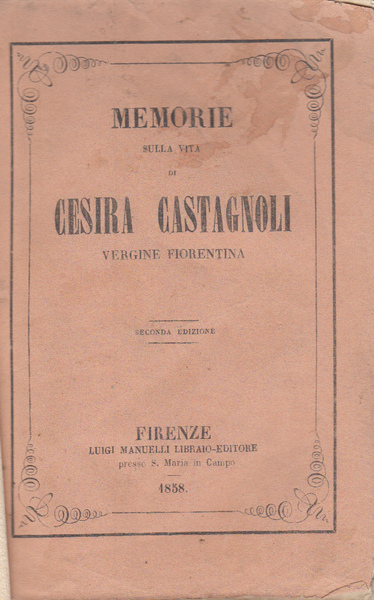 MEMORIE
SULLA VITA
DI
CESIRA CASTAGNOLI
VERGINE FIORENTINA
SECONDA EDIZIONE
FIRENZE
LUIGI MANUELLI LIBRAIO-EDITORE
presso S. Maria in Campo
1858.